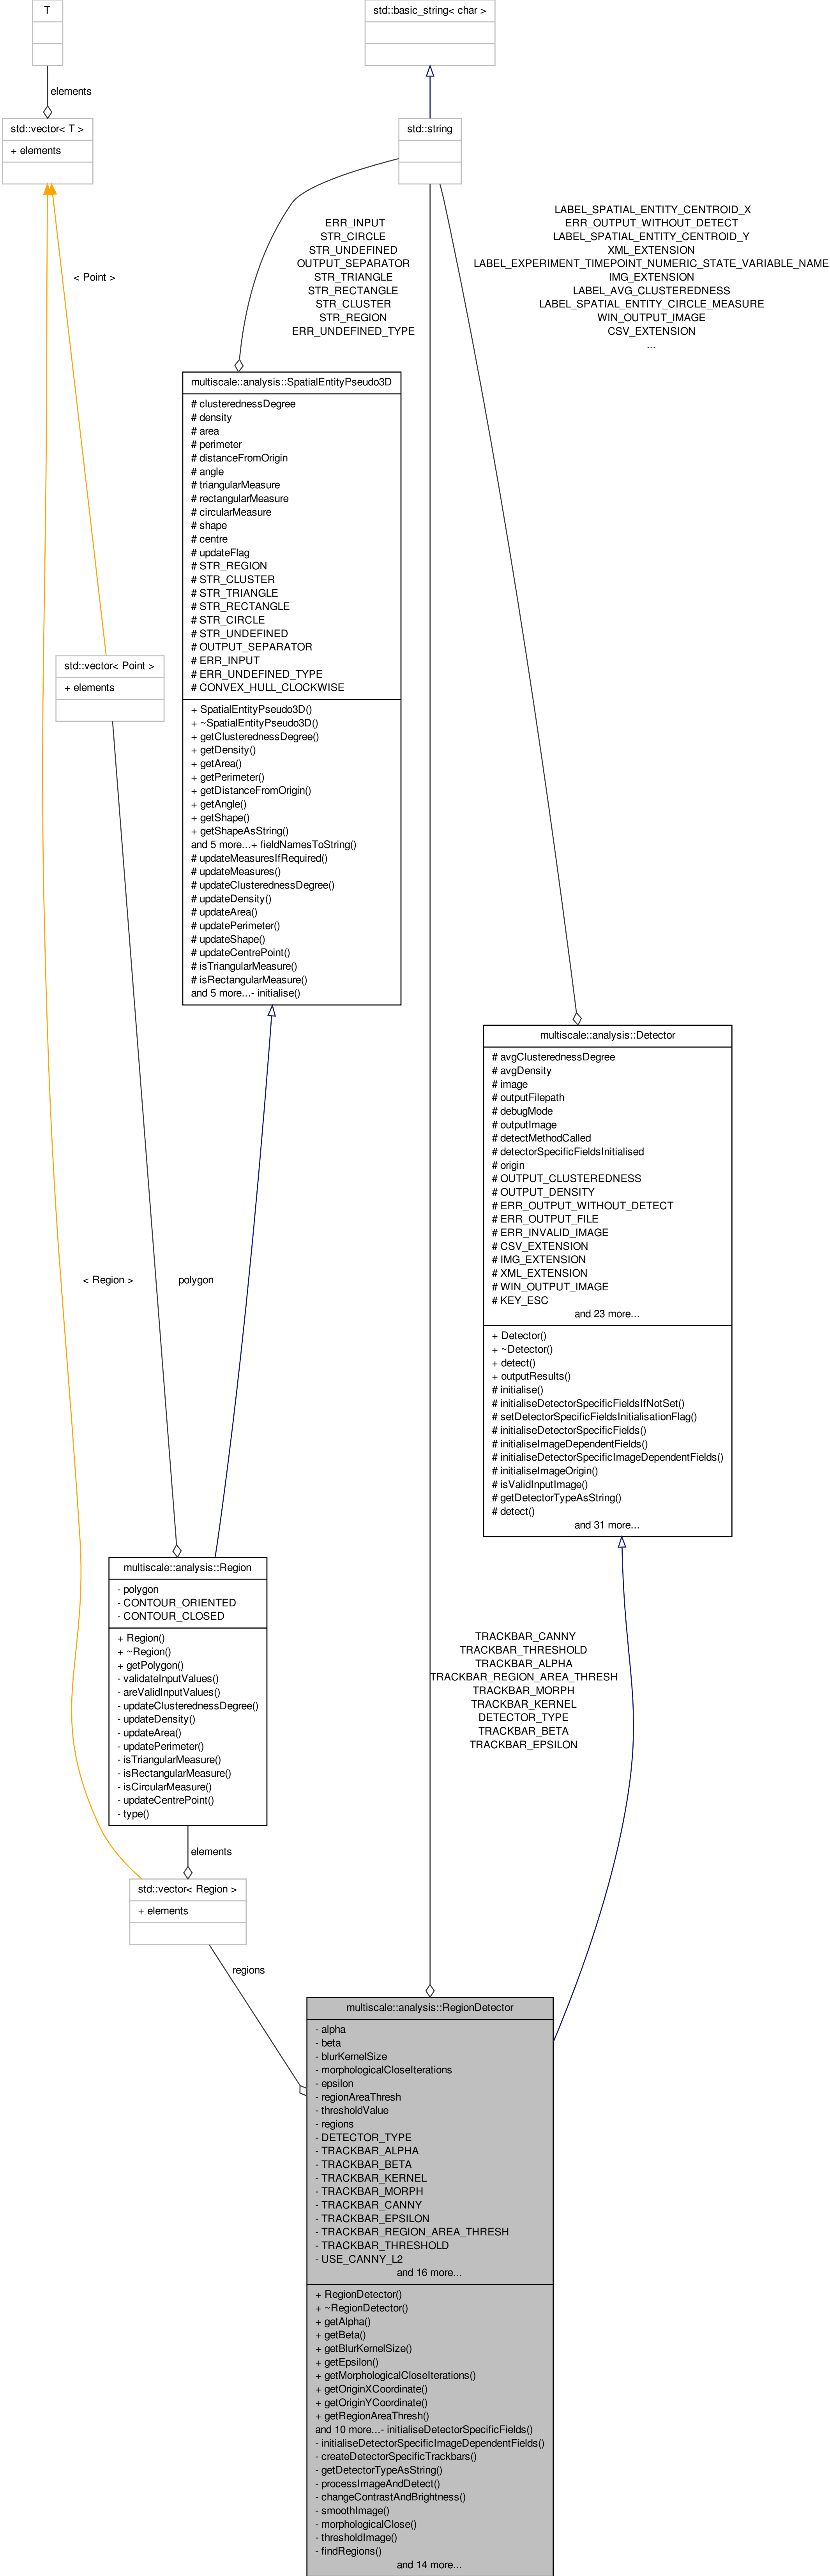 T
std::basic_string< char >
elements
std::vector< T >
+ elements
std::string
ERR_INPUT
STR_CIRCLE
STR_UNDEFINED
OUTPUT_SEPARATOR
STR_TRIANGLE
STR_RECTANGLE
STR_CLUSTER
STR_REGION
ERR_UNDEFINED_TYPE
LABEL_SPATIAL_ENTITY_CENTROID_X
ERR_OUTPUT_WITHOUT_DETECT
LABEL_SPATIAL_ENTITY_CENTROID_Y
XML_EXTENSION
LABEL_EXPERIMENT_TIMEPOINT_NUMERIC_STATE_VARIABLE_NAME
IMG_EXTENSION
LABEL_AVG_CLUSTEREDNESS
LABEL_SPATIAL_ENTITY_CIRCLE_MEASURE
WIN_OUTPUT_IMAGE
CSV_EXTENSION
...
< Point >
multiscale::analysis::SpatialEntityPseudo3D
# clusterednessDegree
# density
# area
# perimeter
# distanceFromOrigin
# angle
# triangularMeasure
# rectangularMeasure
# circularMeasure
# shape
# centre
# updateFlag
# STR_REGION
# STR_CLUSTER
# STR_TRIANGLE
# STR_RECTANGLE
# STR_CIRCLE
# STR_UNDEFINED
# OUTPUT_SEPARATOR
# ERR_INPUT
# ERR_UNDEFINED_TYPE
# CONVEX_HULL_CLOCKWISE
+ SpatialEntityPseudo3D()
+ ~SpatialEntityPseudo3D()
+ getClusterednessDegree()
+ getDensity()
+ getArea()
+ getPerimeter()
+ getDistanceFromOrigin()
+ getAngle()
+ getShape()
+ getShapeAsString()
and 5 more...+ fieldNamesToString()
# updateMeasuresIfRequired()
# updateMeasures()
# updateClusterednessDegree()
# updateDensity()
# updateArea()
# updatePerimeter()
# updateShape()
# updateCentrePoint()
# isTriangularMeasure()
# isRectangularMeasure()
and 5 more...- initialise()
std::vector< Point >
+ elements
multiscale::analysis::Detector
# avgClusterednessDegree
# avgDensity
# image
# outputFilepath
# debugMode
# outputImage
# detectMethodCalled
# detectorSpecificFieldsInitialised
# origin
# OUTPUT_CLUSTEREDNESS
# OUTPUT_DENSITY
# ERR_OUTPUT_WITHOUT_DETECT
# ERR_OUTPUT_FILE
# ERR_INVALID_IMAGE
# CSV_EXTENSION
# IMG_EXTENSION
# XML_EXTENSION
# WIN_OUTPUT_IMAGE
# KEY_ESC
and 23 more...
+ Detector()
+ ~Detector()
+ detect()
+ outputResults()
# initialise()
# initialiseDetectorSpecificFieldsIfNotSet()
# setDetectorSpecificFieldsInitialisationFlag()
# initialiseDetectorSpecificFields()
# initialiseImageDependentFields()
# initialiseDetectorSpecificImageDependentFields()
# initialiseImageOrigin()
# isValidInputImage()
# getDetectorTypeAsString()
# detect()
and 31 more...
< Region >
polygon
multiscale::analysis::Region
- polygon
- CONTOUR_ORIENTED
- CONTOUR_CLOSED
+ Region()
+ ~Region()
+ getPolygon()
- validateInputValues()
- areValidInputValues()
- updateClusterednessDegree()
- updateDensity()
- updateArea()
- updatePerimeter()
- isTriangularMeasure()
- isRectangularMeasure()
- isCircularMeasure()
- updateCentrePoint()
- type()
TRACKBAR_CANNY
TRACKBAR_THRESHOLD
TRACKBAR_ALPHA
TRACKBAR_REGION_AREA_THRESH
TRACKBAR_MORPH
TRACKBAR_KERNEL
DETECTOR_TYPE
TRACKBAR_BETA
TRACKBAR_EPSILON
elements
std::vector< Region >
+ elements
regions
multiscale::analysis::RegionDetector
- alpha
- beta
- blurKernelSize
- morphologicalCloseIterations
- epsilon
- regionAreaThresh
- thresholdValue
- regions
- DETECTOR_TYPE
- TRACKBAR_ALPHA
- TRACKBAR_BETA
- TRACKBAR_KERNEL
- TRACKBAR_MORPH
- TRACKBAR_CANNY
- TRACKBAR_EPSILON
- TRACKBAR_REGION_AREA_THRESH
- TRACKBAR_THRESHOLD
- USE_CANNY_L2
and 16 more...
+ RegionDetector()
+ ~RegionDetector()
+ getAlpha()
+ getBeta()
+ getBlurKernelSize()
+ getEpsilon()
+ getMorphologicalCloseIterations()
+ getOriginXCoordinate()
+ getOriginYCoordinate()
+ getRegionAreaThresh()
and 10 more...- initialiseDetectorSpecificFields()
- initialiseDetectorSpecificImageDependentFields()
- createDetectorSpecificTrackbars()
- getDetectorTypeAsString()
- processImageAndDetect()
- changeContrastAndBrightness()
- smoothImage()
- morphologicalClose()
- thresholdImage()
- findRegions()
and 14 more...